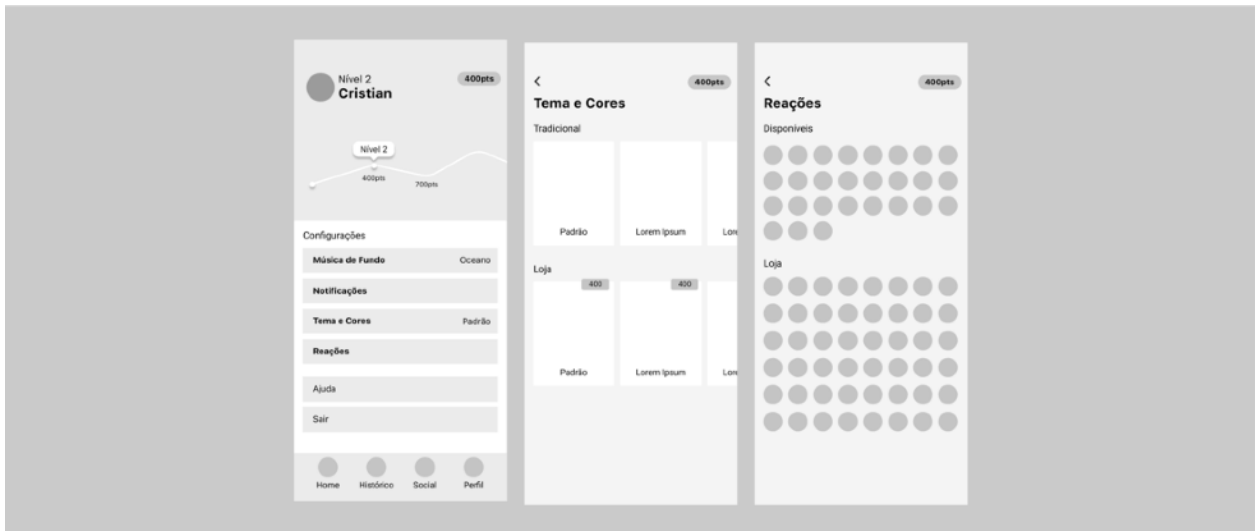 Nível 2
Cristian
400pts
Nível 2
400pts
700pts
Configurações
Música de Fundo Oceano
Notificações
Tema e Cores Padrão
Reações
Ajuda
Sair
Home Histórico Social Perfil
400pts
Tema e Cores
Tradicional
Padrão Lorem Ipsum Lore
Loja
400 400
Padrão Lorem Ipsum Lore
400pts
Reações
Disponíveis
Loja